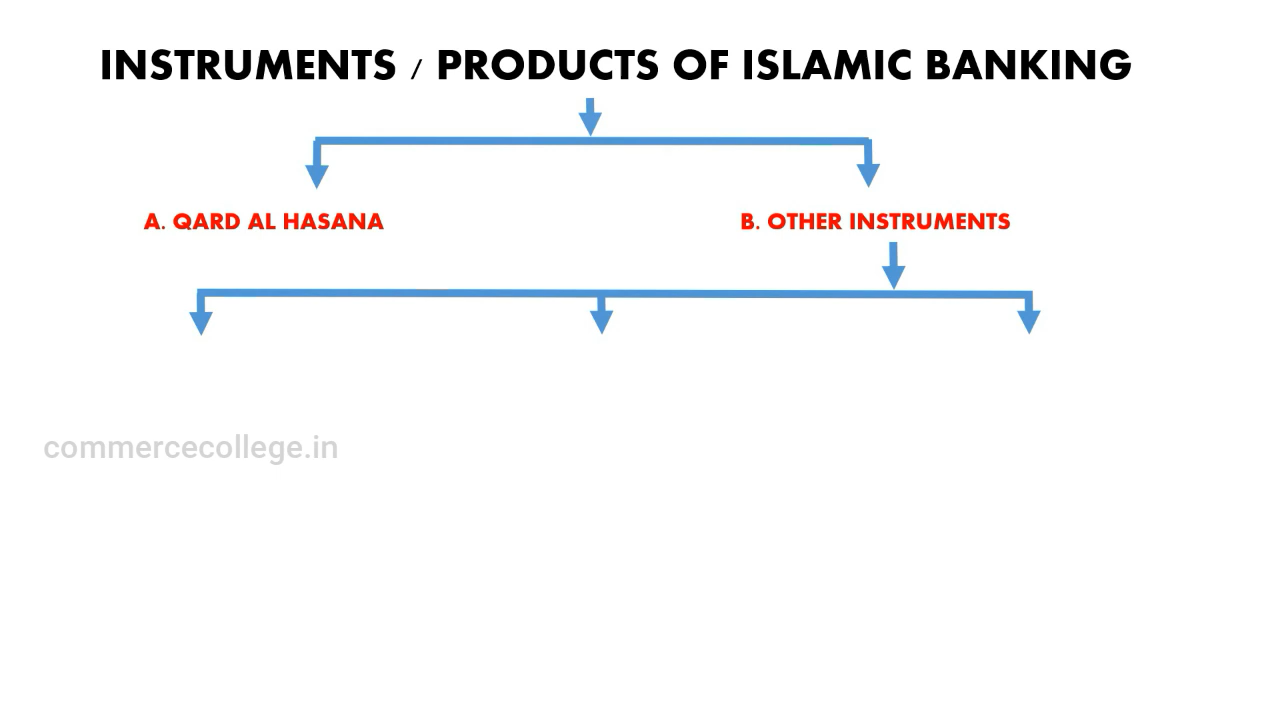 INSTRUMENTS / PRODUCTS OF ISLAMIC BANKING
A. QARD AL HASANA
B. OTHER INSTRUMENTS
commercecollege.in